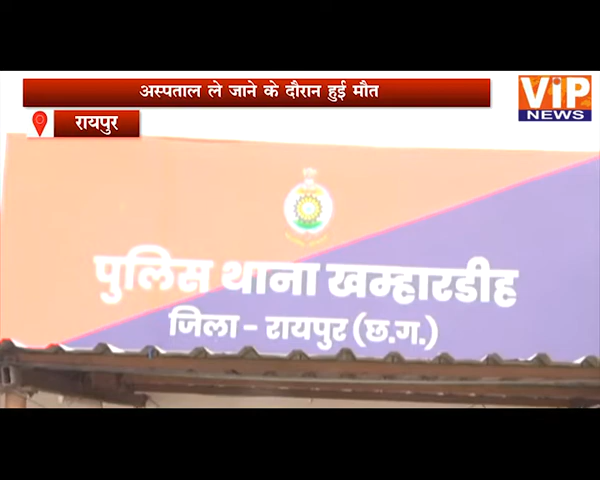 अस्पताल ले जाने के दौरान हुई मौत
VIP
NEWS
रायपुर
पुलिस थाना खम्हारडीह
जिला - रायपुर (छ.ग.)